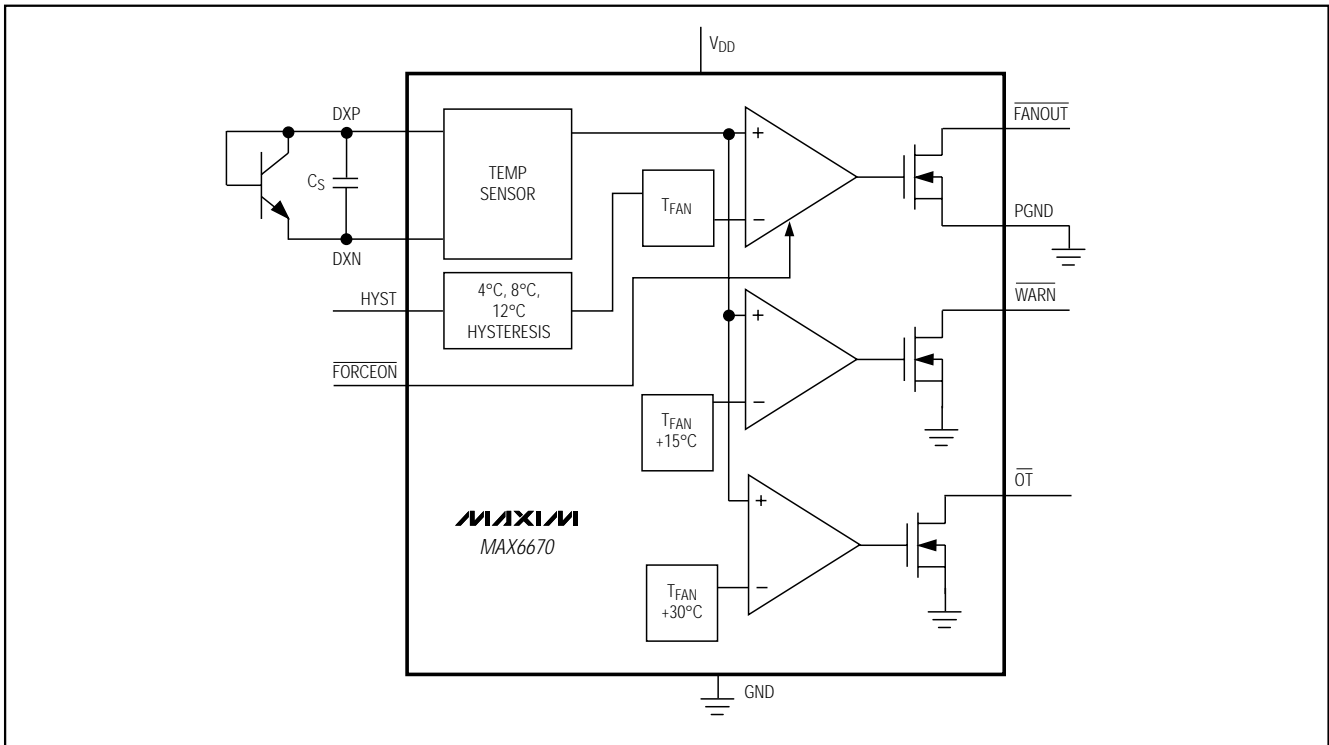 VDD
DXP
FANOUT
+
TEMP
SENSOR
CS
TFAN
−
PGND
DXN
HYST
4°C, 8°C,
12°C
HYSTERESIS
WARN
+
FORCEON
TFAN
+15°C
−
OT
+
MAXIM
MAX6670
TFAN
+30°C
−
GND